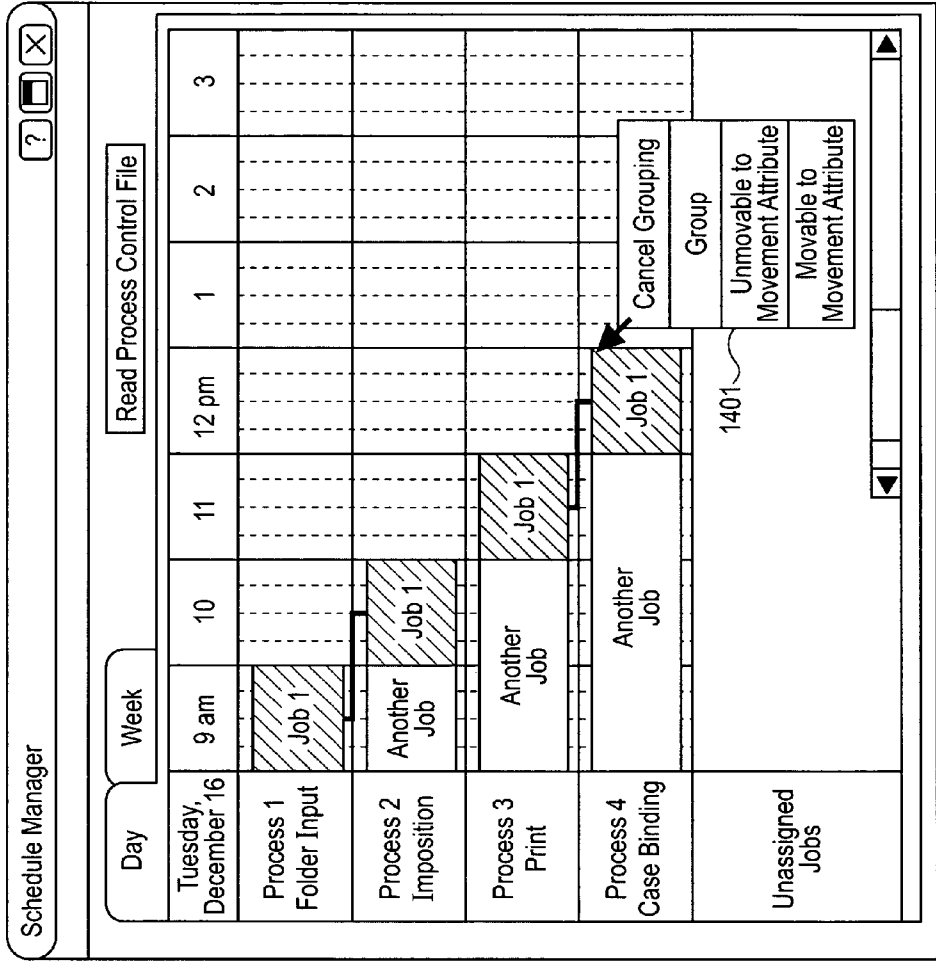 Schedule Manager
?
Day
Week
Read Process Control File
Tuesday,
December 16
9 am
10
11
12 pm
1
2
3
Process 1
Folder Input
Job 1
Process 2
Imposition
Another
Job
Job 1
Process 3
Print
Another
Job
Job 1
Process 4
Case Binding
Another
Job
Job 1
Cancel Grouping
Group
Unmovable to
Movement Attribute
Movable to
Movement Attribute
1401
Unassigned
Jobs